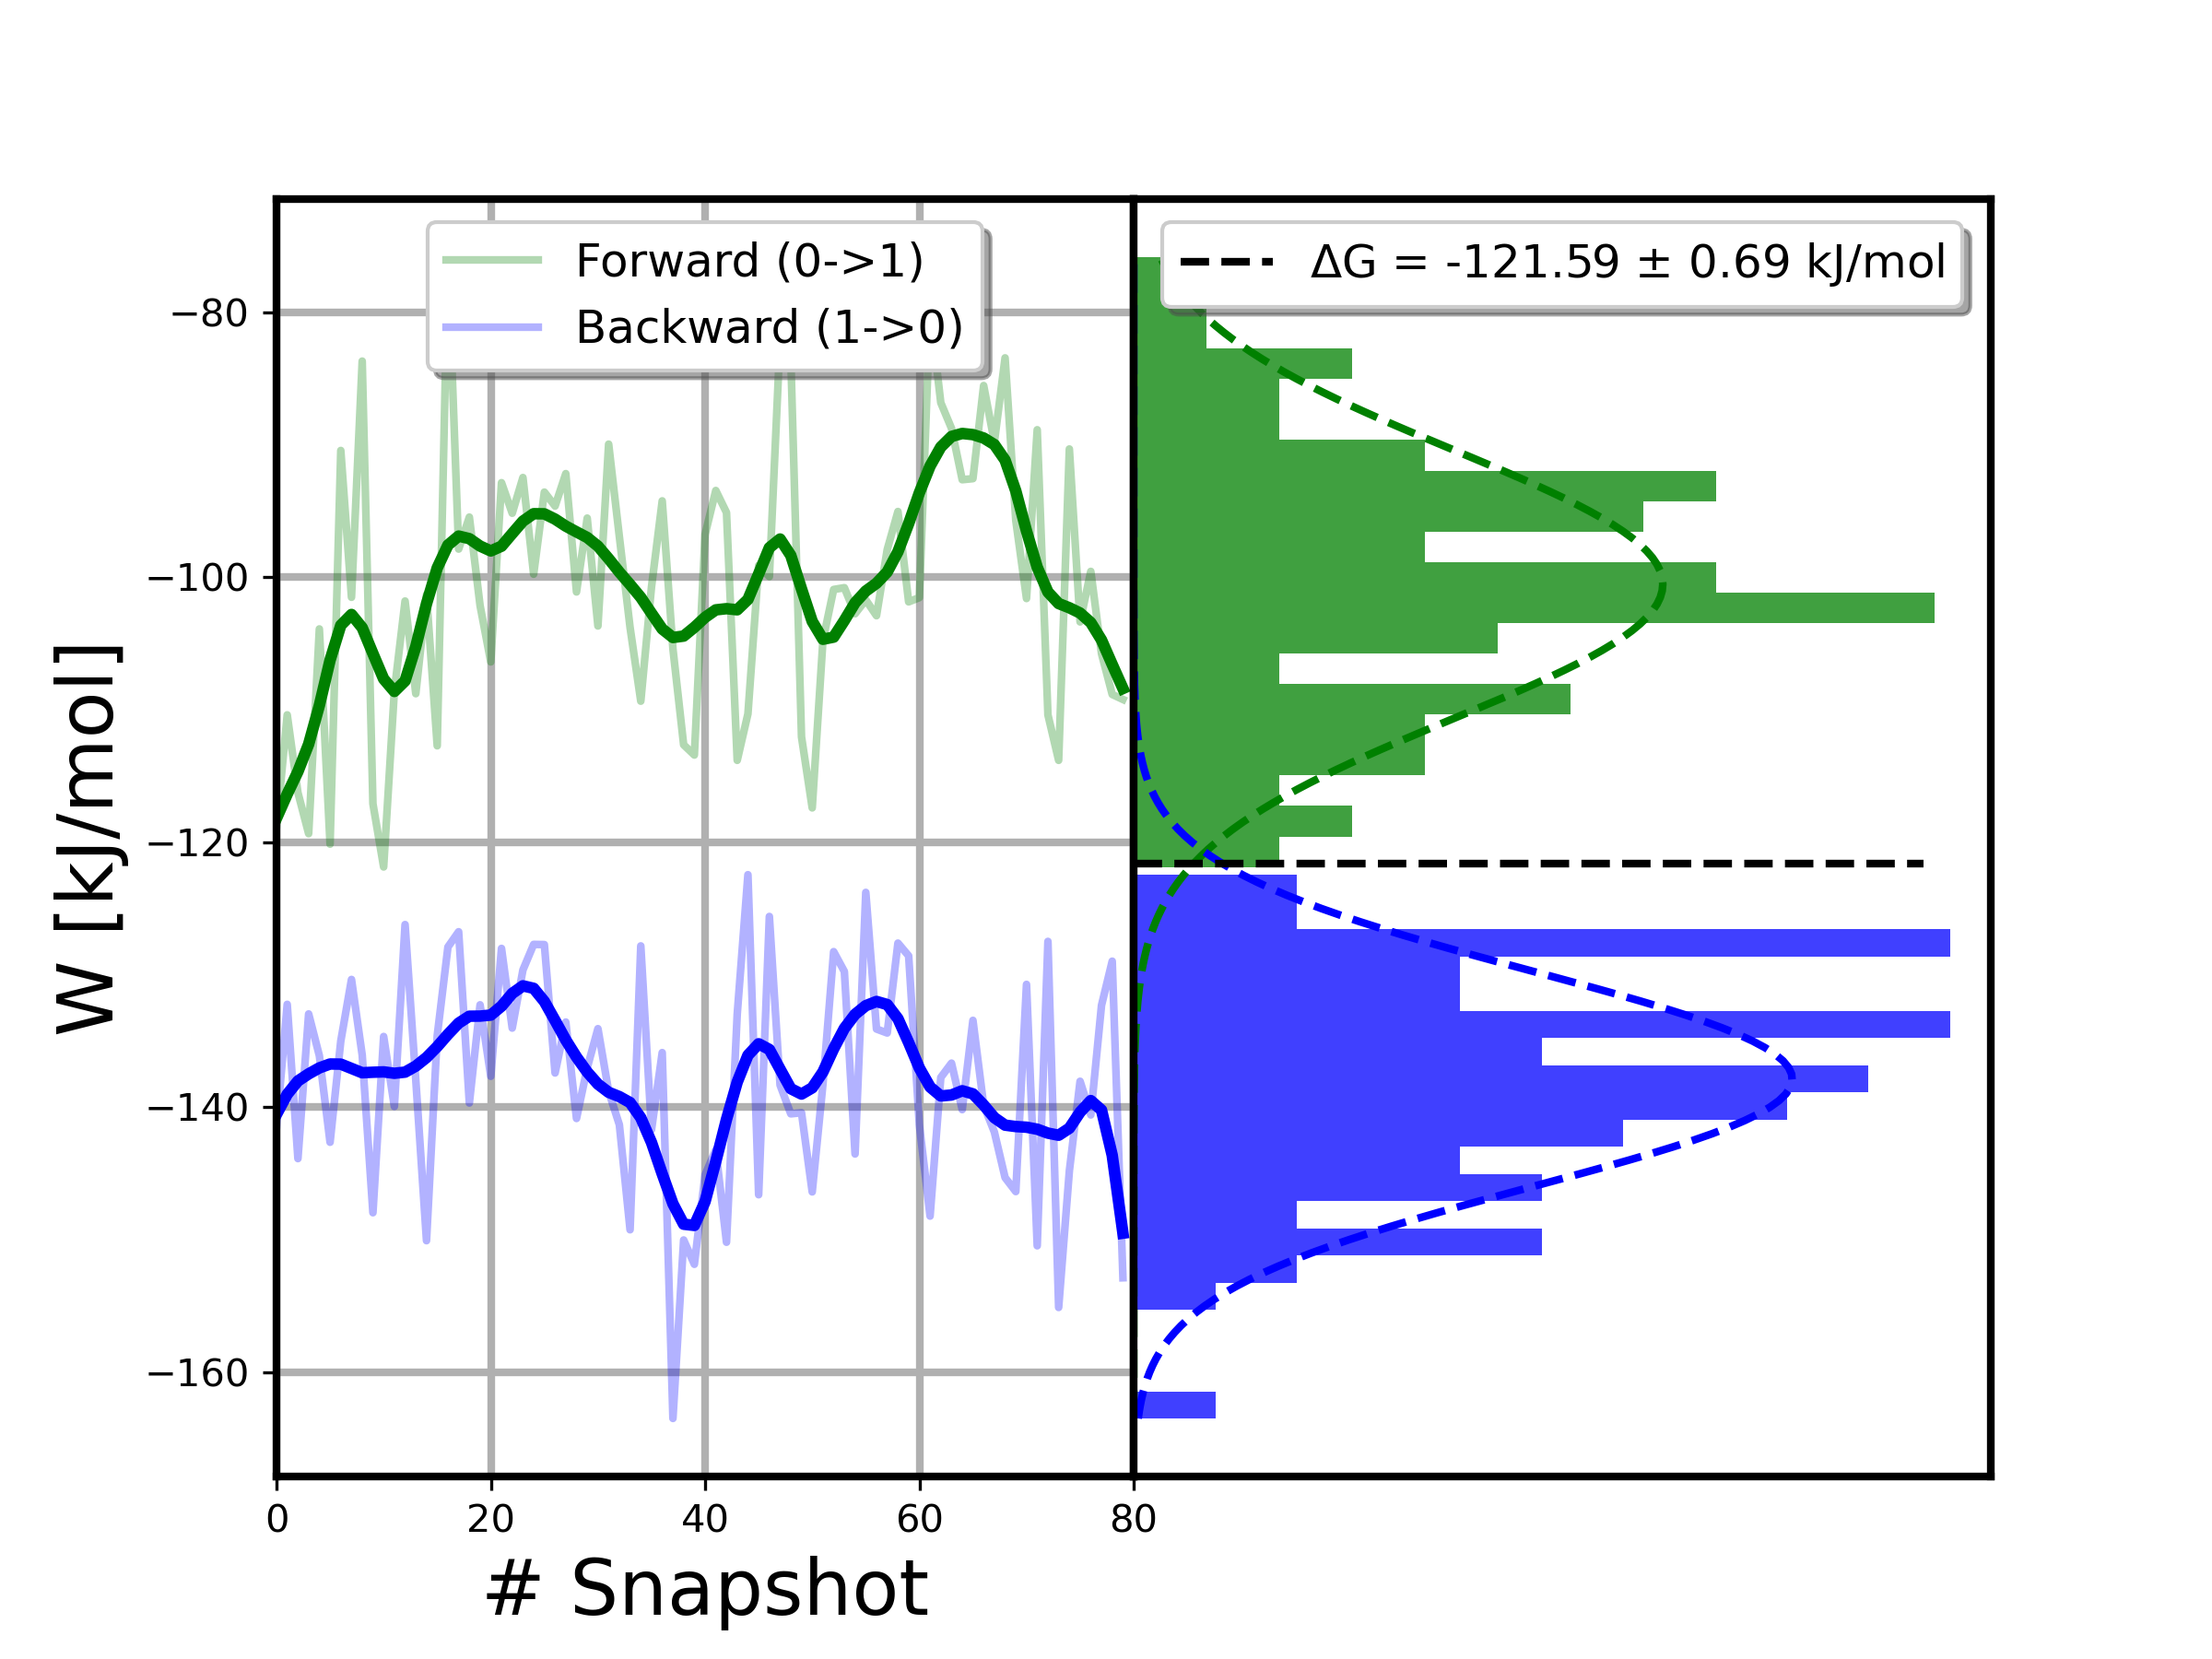 Forward (0->1)
Backward (1->0)
ΔG = -121.59 ± 0.69 kJ/mol
W [kJ/mol]
−80
−100
−120
−140
−160
0 20 40 60 80
# Snapshot